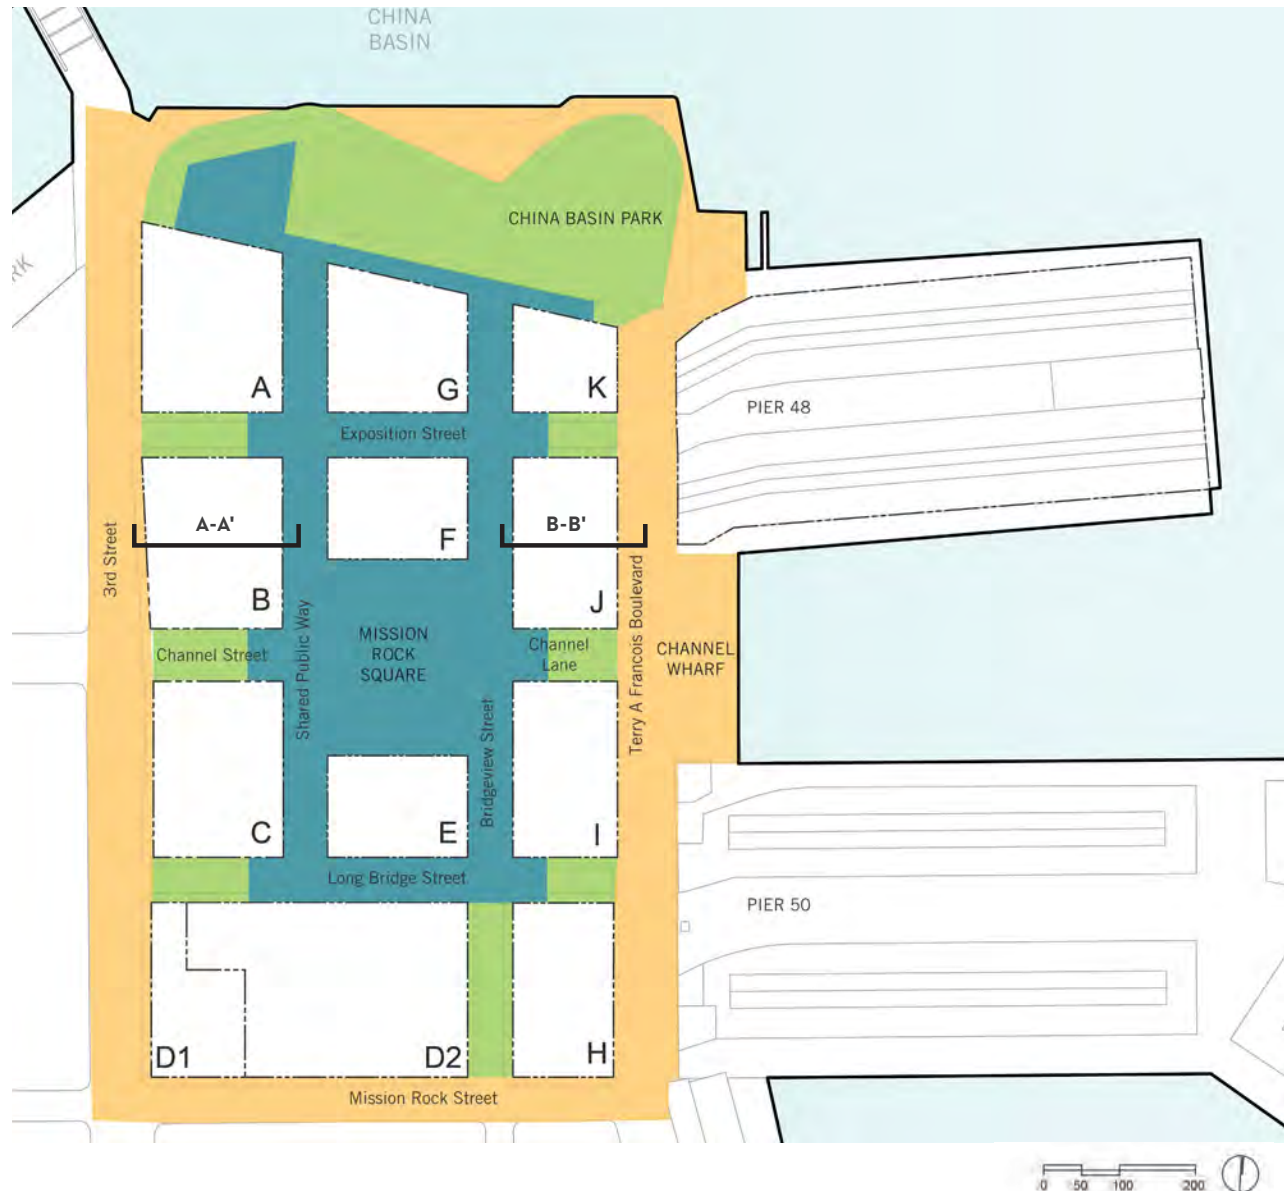 CHINA
BASIN
CHINA BASIN PARK
RK
A
G
K
PIER 48
Exposition Street
A-A'
B-B'
F
3rd Street
B
J
Shared Public Way
MISSION
ROCK
SQUARE
Channel Street
Channel
Lane
Terry A Francois Boulevard
CHANNEL
WHARF
Bridgeview Street
C
E
I
Long Bridge Street
PIER 50
D1
D2
H
Mission Rock Street
0 50 100 200